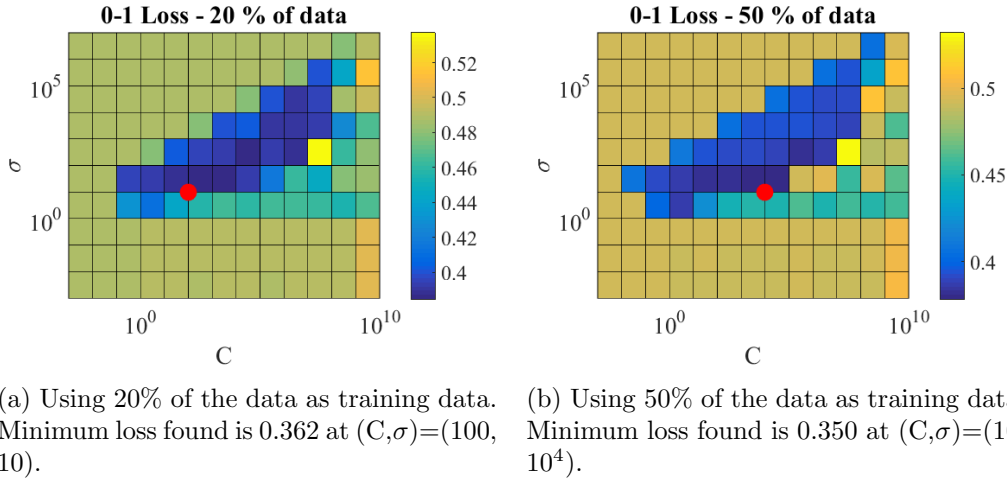 0-1 Loss - 20 % of data
0-1 Loss - 50 % of data
σ
10^5
10^0
10^0
10^10
C
0.52
0.5
0.48
0.46
0.44
0.42
0.4
σ
10^5
10^0
10^0
10^10
C
0.5
0.45
0.4
(a) Using 20% of the data as training data.
Minimum loss found is 0.362 at (C,σ)=(100,
10).
(b) Using 50% of the data as training
Minimum loss found is 0.350 at
10^4).